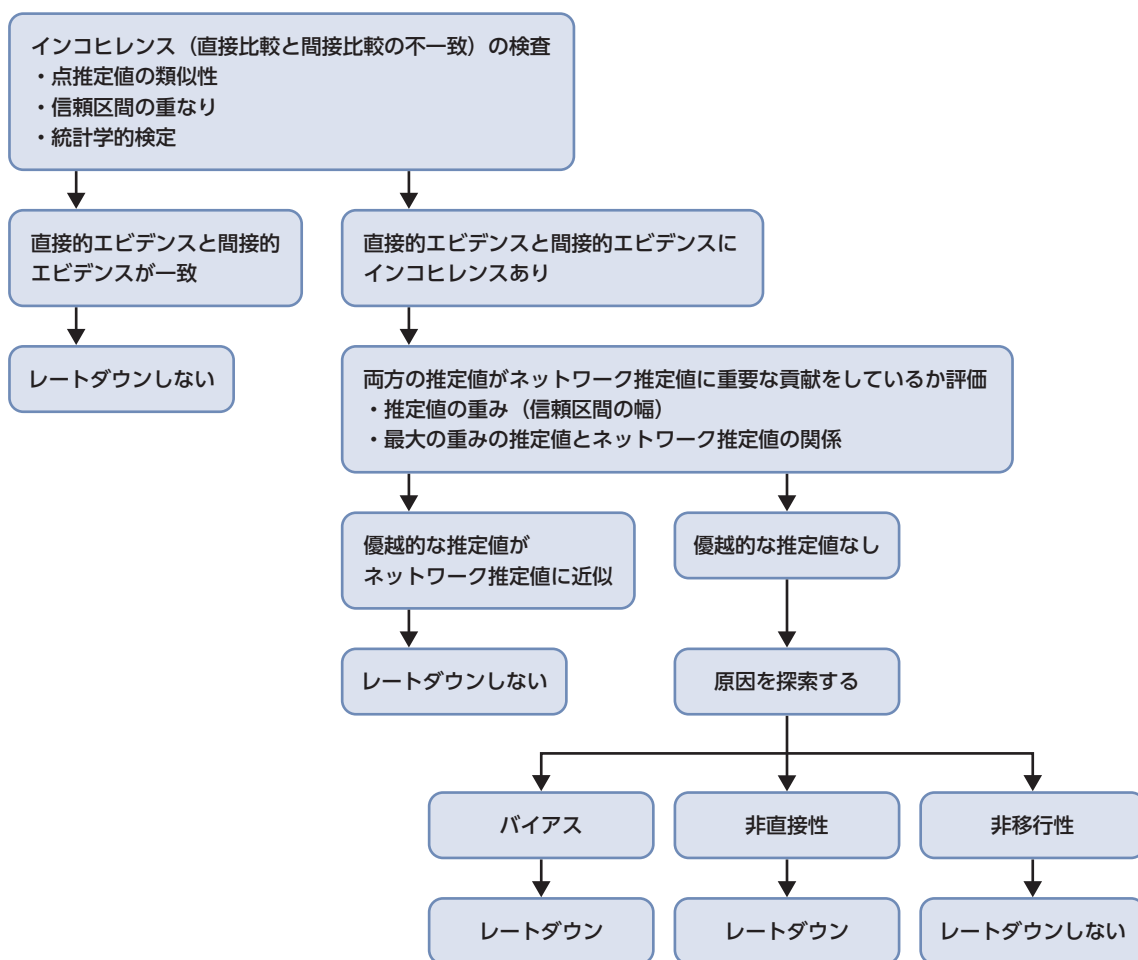 インコヒレンス（直接比較と間接比較の不一致）の検査
・点推定値の類似性
・信頼区間の重なり
・統計学的検定
直接的エビデンスと間接的
エビデンスが一致
直接的エビデンスと間接的エビデンスに
インコヒレンスあり
レートダウンしない
両方の推定値がネットワーク推定値に重要な貢献をしているか評価
・推定値の重み（信頼区間の幅）
・最大の重みの推定値とネットワーク推定値の関係
優越的な推定値が
ネットワーク推定値に近似
優越的な推定値なし
レートダウンしない
原因を探索する
バイアス
非直接性
非移行性
レートダウン
レートダウン
レートダウンしない